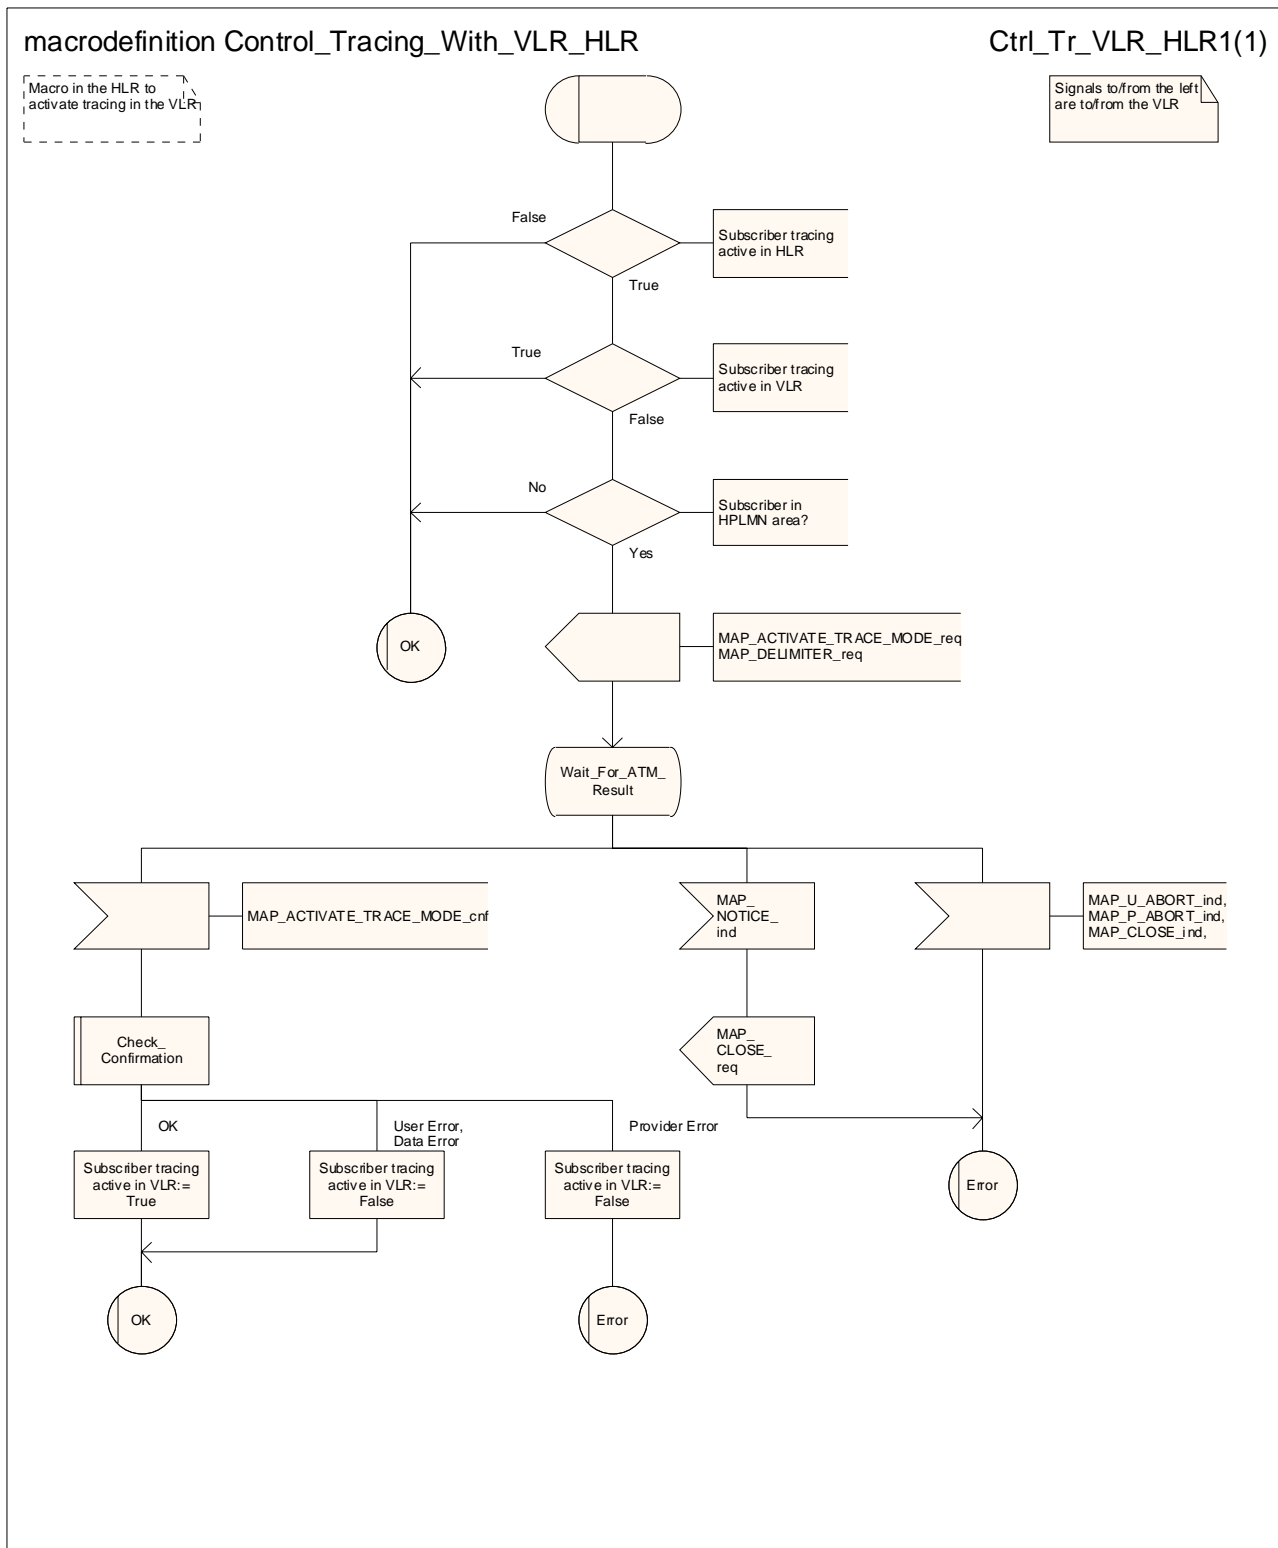 macrodefinition Control_Tracing_With_VLR_HLR
Ctrl_Tr_VLR_HLR1(1)
Macro in the HLR to
activate tracing in the VLR
Signals to/from the left
are to/from the VLR
False
Subscriber tracing
active in HLR
True
True
Subscriber tracing
active in VLR
False
No
Subscriber in
HPLMN area?
Yes
OK
MAP_ACTIVATE_TRACE_MODE_req
MAP_DELIMITER_req
Wait_For_ATM_
Result
MAP_ACTIVATE_TRACE_MODE_cnf
MAP_
NOTICE_
ind
MAP_U_ABORT_ind,
MAP_P_ABORT_ind,
MAP_CLOSE_ind,
Check_
Confirmation
MAP_
CLOSE_
req
OK
User Error,
Data Error
Provider Error
Subscriber tracing
active in VLR:=
True
Subscriber tracing
active in VLR:=
False
Subscriber tracing
active in VLR:=
False
Error
OK
Error